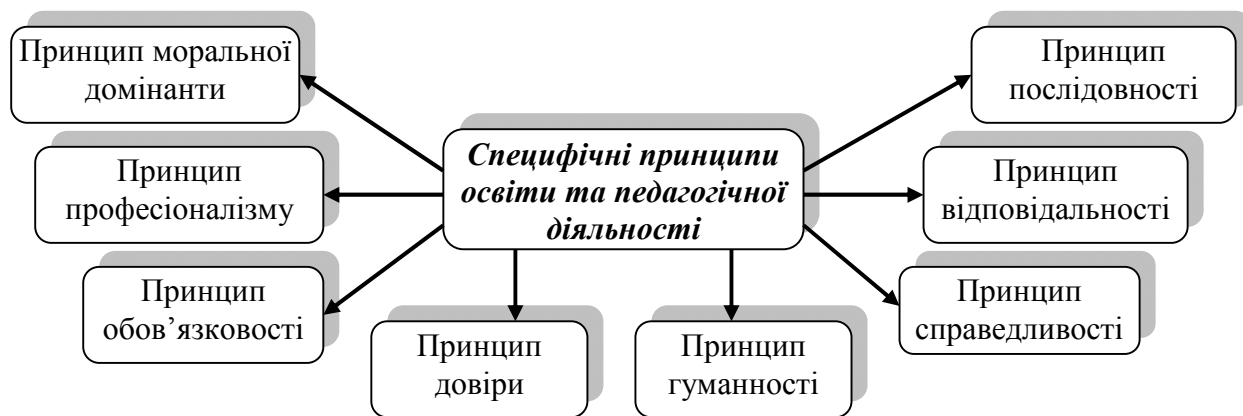 Принцип моральної
домінанти
Принцип
послідовності
Специфічні принципи
освіти та педагогічної
діяльності
Принцип
професіоналізму
Принцип
відповідальності
Принцип
обов’язковості
Принцип
справедливості
Принцип
довіри
Принцип
гуманності